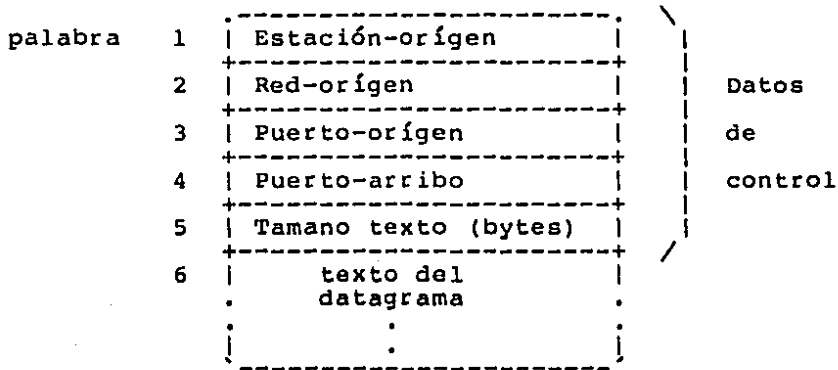 palabra 1 Estación-orígen
2 Red-orígen Datos
3 Puerto-orígen de
4 Puerto-arribo control
5 Tamano texto (bytes)
6 texto del
datagrama